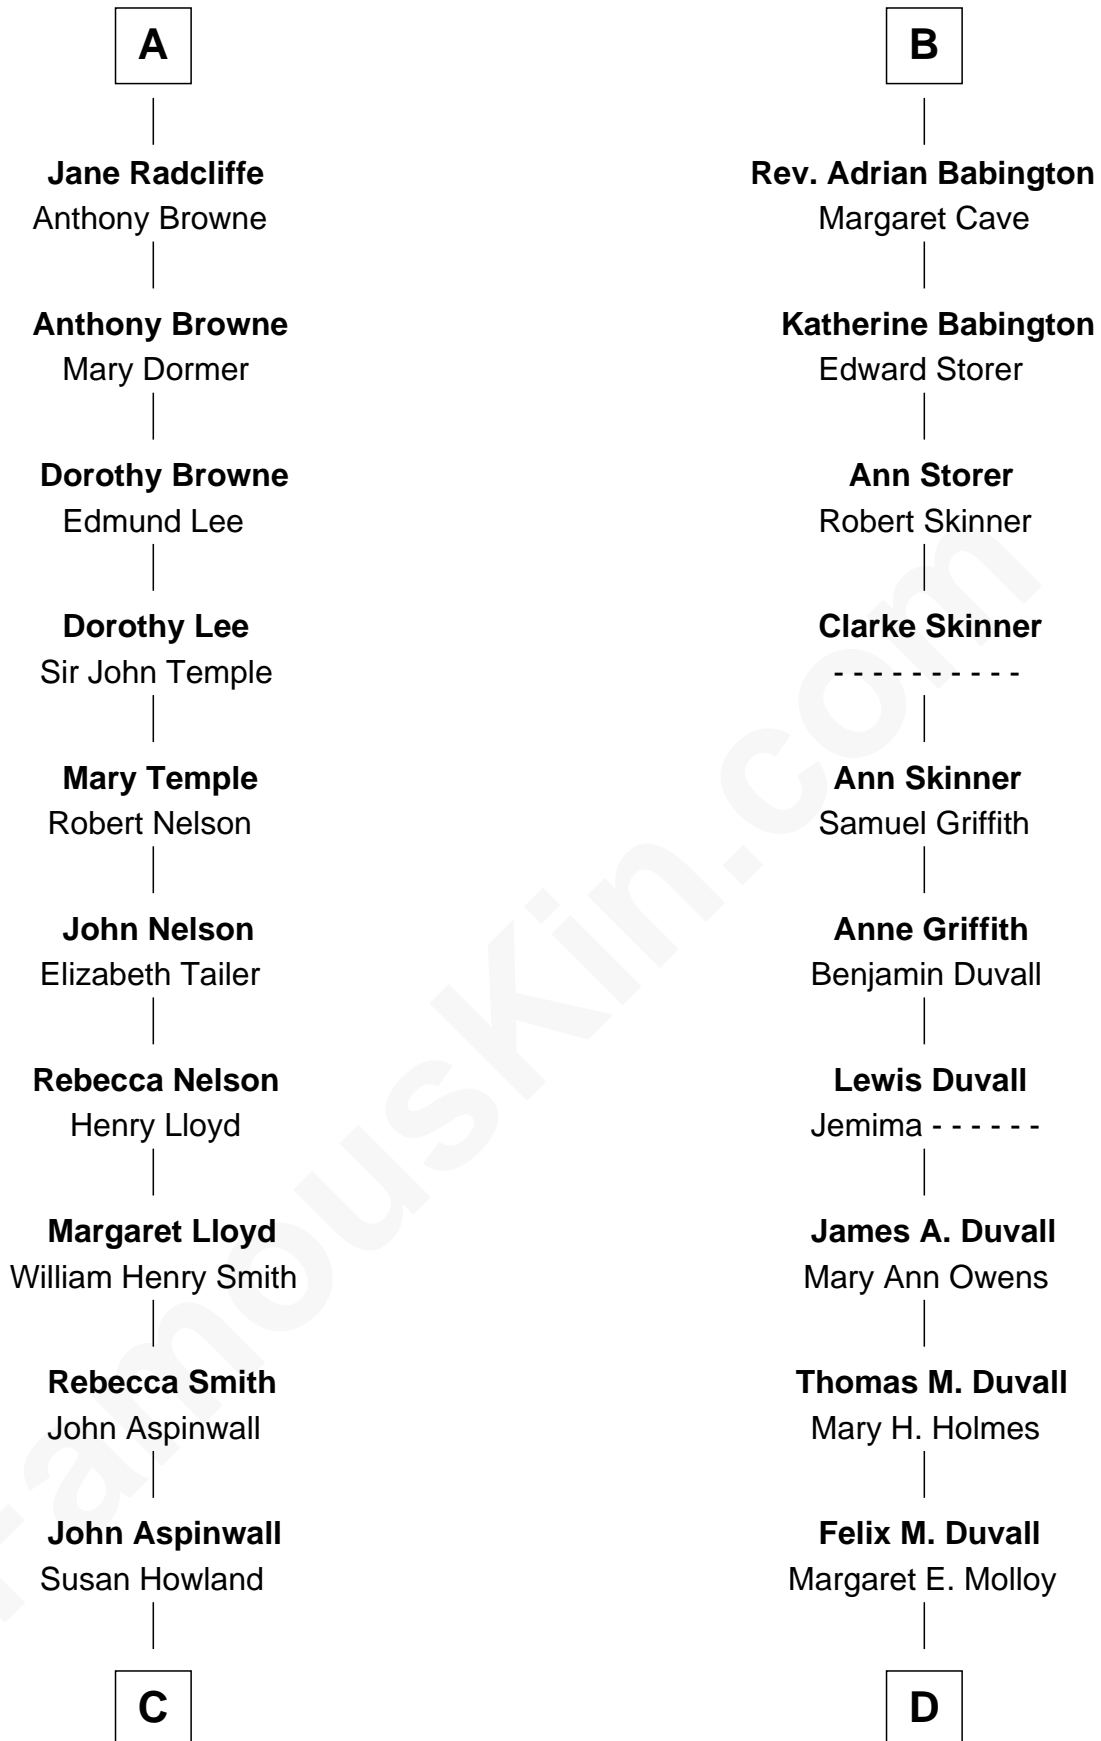 A
Jane Radcliffe
Anthony Browne
Anthony Browne
Mary Dormer
Dorothy Browne
Edmund Lee
Dorothy Lee
Sir John Temple
Mary Temple
Robert Nelson
John Nelson
Elizabeth Tailer
Rebecca Nelson
Henry Lloyd
Margaret Lloyd
William Henry Smith
Rebecca Smith
John Aspinwall
John Aspinwall
Susan Howland
C
B
Rev. Adrian Babington
Margaret Cave
Katherine Babington
Edward Storer
Ann Storer
Robert Skinner
Clarke Skinner
- - - - - - - - - -
Ann Skinner
Samuel Griffith
Anne Griffith
Benjamin Duvall
Lewis Duvall
Jemima - - - - - -
James A. Duvall
Mary Ann Owens
Thomas M. Duvall
Mary H. Holmes
Felix M. Duvall
Margaret E. Molloy
D
FamousKin.com